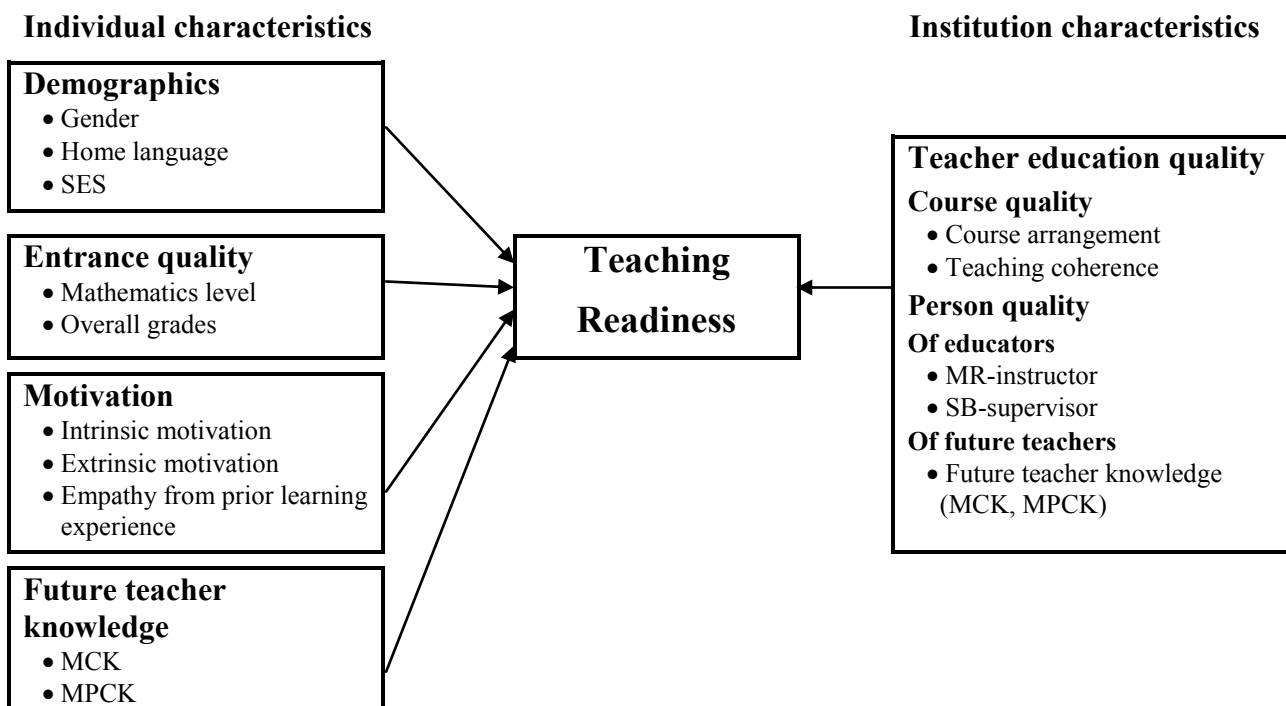 Individual characteristics
Demographics
• Gender
• Home language
• SES
Entrance quality
• Mathematics level
• Overall grades
Motivation
• Intrinsic motivation
• Extrinsic motivation
• Empathy from prior learning
experience
Future teacher
knowledge
• MCK
• MPCK
Teaching
Readiness
Institution characteristics
Teacher education quality
Course quality
• Course arrangement
• Teaching coherence
Person quality
Of educators
• MR-instructor
• SB-supervisor
Of future teachers
• Future teacher knowledge
(MCK, MPCK)